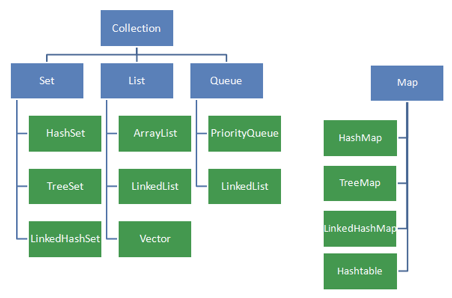 Collection
Set
List
Queue
Map
HashSet
ArrayList
PriorityQueue
HashMap
TreeSet
LinkedList
LinkedList
TreeMap
LinkedHashSet
Vector
LinkedHashMap
Hashtable